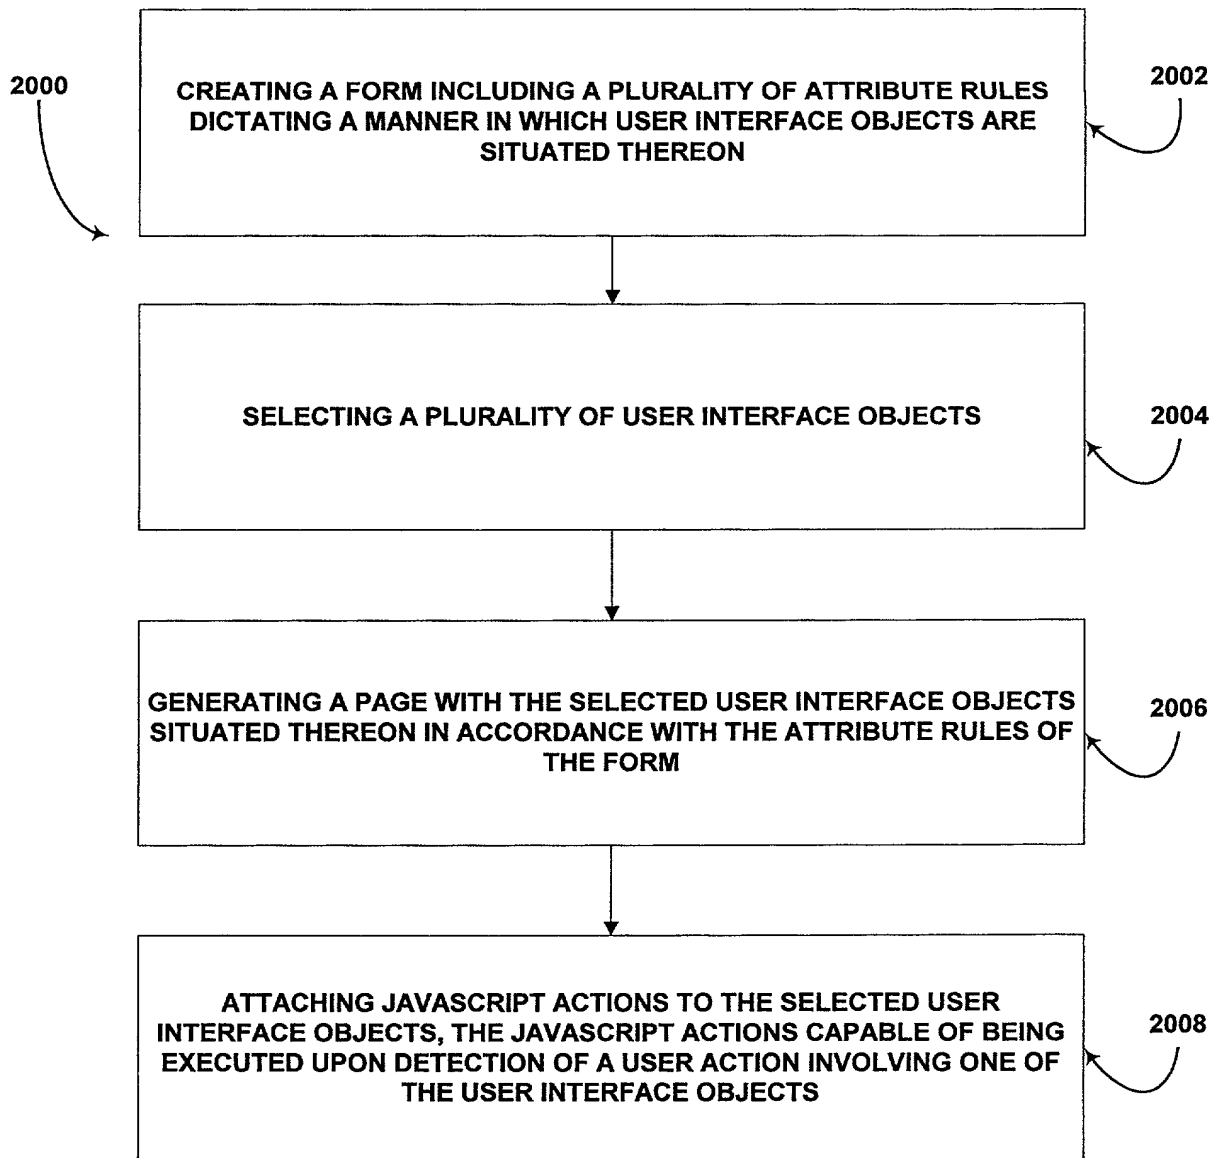 2000
CREATING A FORM INCLUDING A PLURALITY OF ATTRIBUTE RULES
DICTATING A MANNER IN WHICH USER INTERFACE OBJECTS ARE
SITUATED THEREON
2002
SELECTING A PLURALITY OF USER INTERFACE OBJECTS
2004
GENERATING A PAGE WITH THE SELECTED USER INTERFACE OBJECTS
SITUATED THEREON IN ACCORDANCE WITH THE ATTRIBUTE RULES OF
THE FORM
2006
ATTACHING JAVASCRIPT ACTIONS TO THE SELECTED USER
INTERFACE OBJECTS, THE JAVASCRIPT ACTIONS CAPABLE OF BEING
EXECUTED UPON DETECTION OF A USER ACTION INVOLVING ONE OF
THE USER INTERFACE OBJECTS
2008